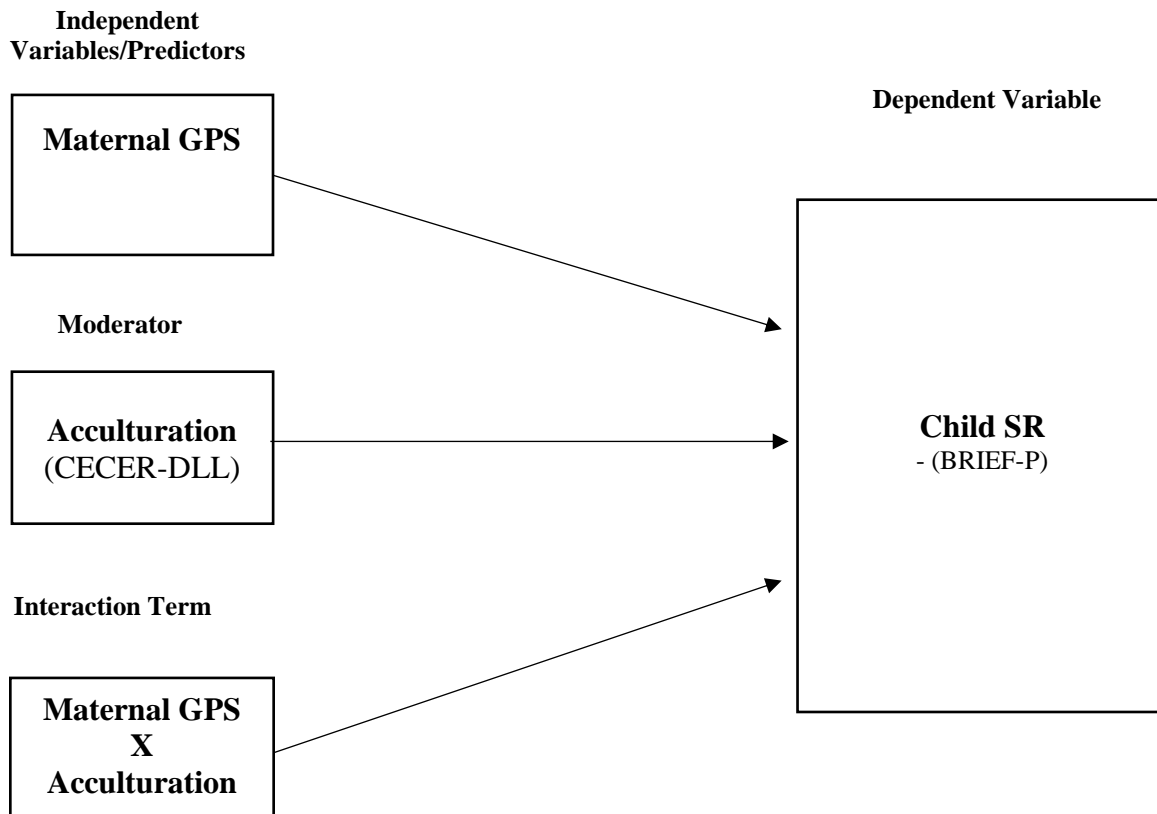 Independent
Variables/Predictors
Maternal GPS
Dependent Variable
Moderator
Acculturation
(CECER-DLL)
Child SR
- (BRIEF-P)
Interaction Term
Maternal GPS
X
Acculturation